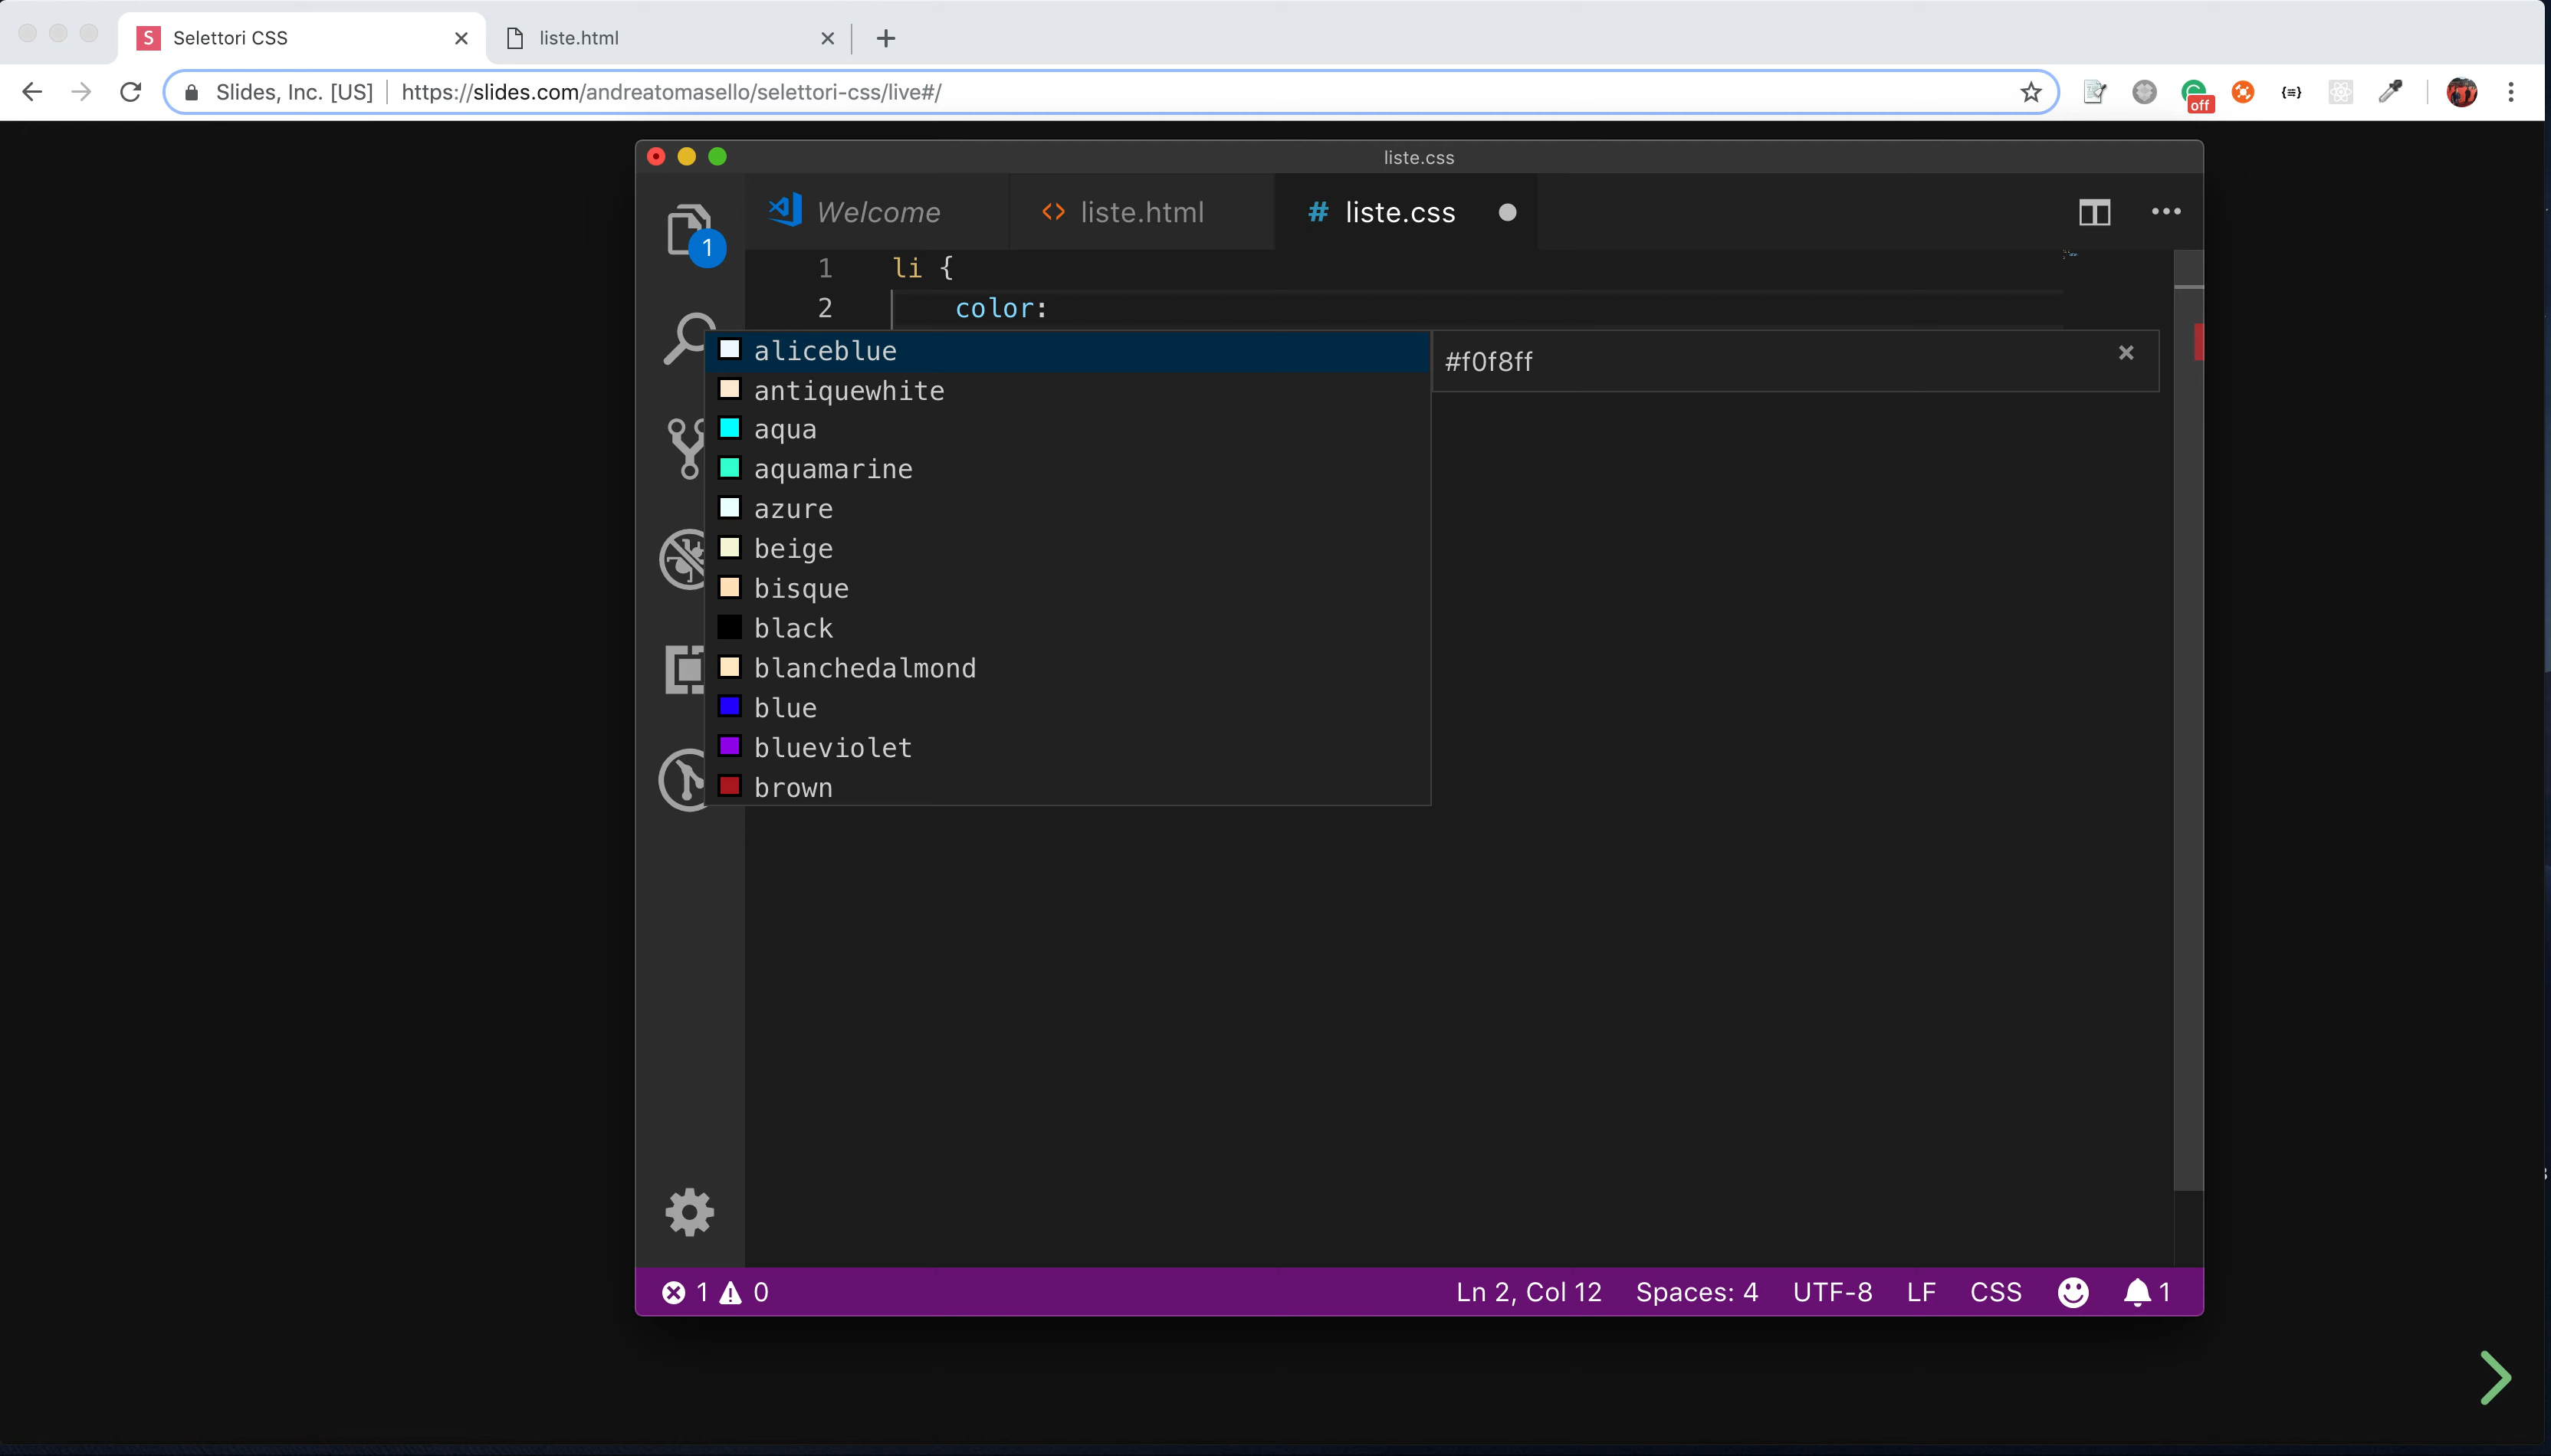 S Selettori CSS
liste.html
Slides, Inc. [US] https://slides.com/andreatomasello/selettori-css/live#/
off
liste.css
1
Welcome
liste.html
# liste.css
1 li {
2 color:
aliceblue
#f0f8ff
antiquewhite
aqua
aquamarine
azure
beige
bisque
black
blanchedalmond
blue
blueviolet
brown
1 0 Ln 2, Col 12 Spaces: 4 UTF-8 LF CSS 1